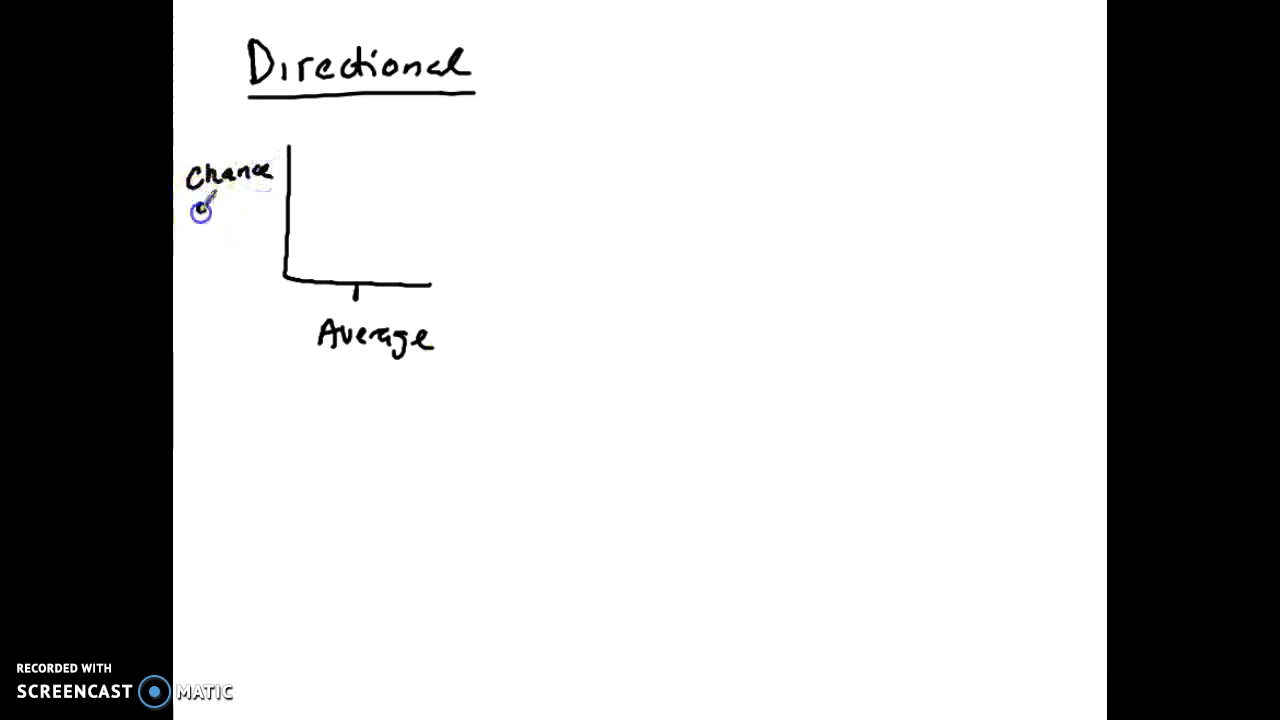 Directional
Chance
Average
RECORDED WITH
SCREENCAST MATIC